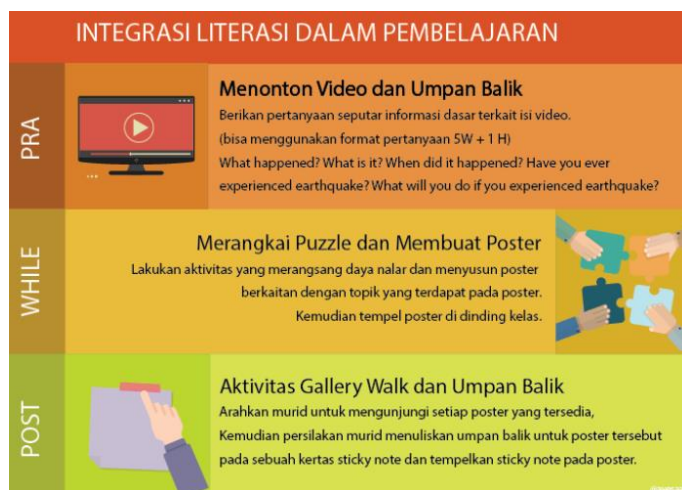 INTEGRASI LITERASI DALAM PEMBELAJARAN
PRA
Menonton Video dan Umpan Balik
Berikan pertanyaan seputar informasi dasar terkait isi video.
(bisa menggunakan format pertanyaan 5W + 1 H)
What happened? What is it? When did it happened? Have you ever
experienced earthquake? What will you do if you experienced earthquake?
WHILE
Merangkai Puzzle dan Membuat Poster
Lakukan aktivitas yang merangsang daya nalar dan menyusun poster
berkaitan dengan topik yang terdapat pada poster.
Kemudian tempel poster di dinding kelas.
POST
Aktivitas Gallery Walk dan Umpan Balik
Arahkan murid untuk mengunjungi setiap poster yang tersedia,
Kemudian persilakan murid menuliskan umpan balik untuk poster tersebut
pada sebuah kertas sticky note dan tempelkan sticky note pada poster.